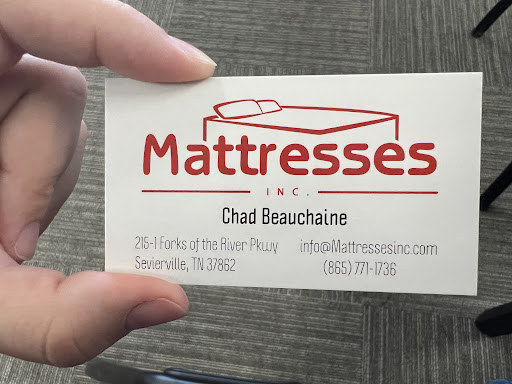 Mattresses
INC.
Chad Beauchaine
215-1 Forks of the River Pkwy info@Mattressesinc.com
Sevierville, TN 37862 (865) 771-1736